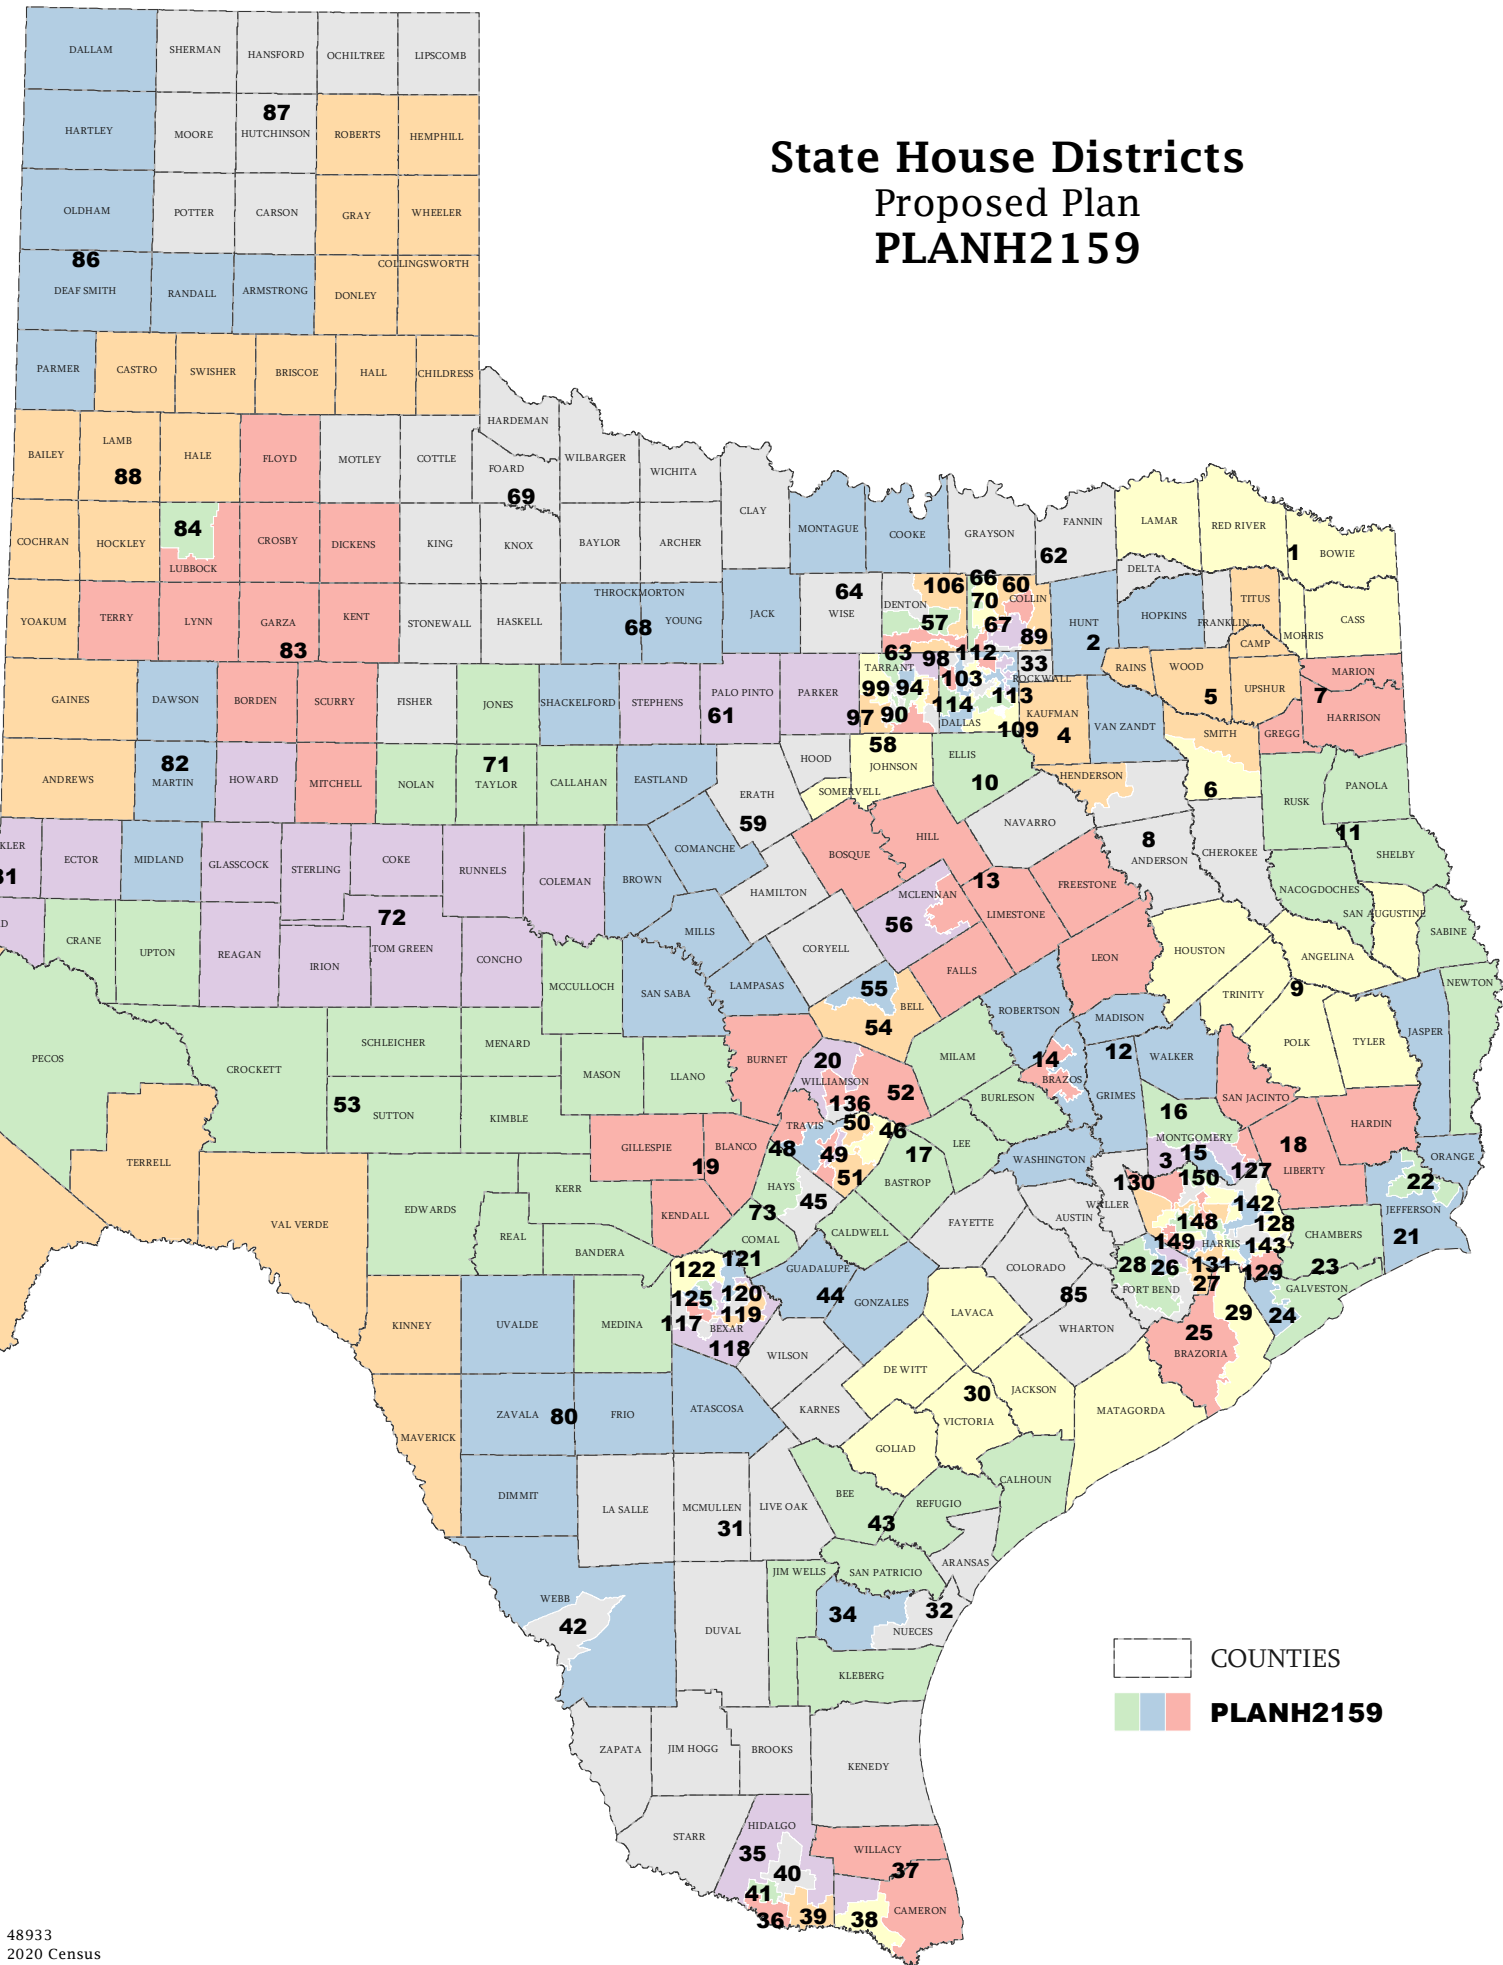 State House Districts
Proposed Plan
PLANH2159
DALLAM
SHERMAN
HANSFORD
OCHILTREE
LIPSCOMB
HARTLEY
MOORE
87
HUTCHINSON
ROBERTS
HEMPHILL
OLDHAM
POTTER
CARSON
GRAY
WHEELER
86
DEAF SMITH
RANDALL
ARMSTRONG
DONLEY
COLLINGSWORTH
PARMER
CASTRO
SWISHER
BRISCOE
HALL
CHILDRESS
HARDEMAN
BAILEY
LAMB
88
HALE
FLOYD
MOTLEY
COTTLE
FOARD
69
WILBARGER
WICHITA
CLAY
MONTAGUE
COOKE
GRAYSON
FANNIN
62
LAMAR
RED RIVER
1
BOWIE
COCHRAN
HOCKLEY
84
LUBBOCK
CROSBY
DICKENS
KING
KNOX
BAYLOR
ARCHER
DELTA
YOAKUM
TERRY
LYNN
GARZA
83
KENT
STONEWALL
HASKELL
THROCKMORTON
68
YOUNG
JACK
64
WISE
DENTON
106
57
66
60
70
COLLIN
67
89
HUNT
2
HOPKINS
FRANKLIN
TITUS
CAMP
MORRIS
CASS
63
98
112
33
ROCKWALL
TARRANT
99
94
103
113
114
97
90
DALLAS
109
RAINS
WOOD
5
UPSHUR
MARION
7
HARRISON
GAINES
DAWSON
BORDEN
SCURRY
FISHER
JONES
SHACKELFORD
STEPHENS
PALO PINTO
61
PARKER
KAUFMAN
4
VAN ZANDT
SMITH
GREGG
ANDREWS
82
MARTIN
HOWARD
MITCHELL
NOLAN
71
TAYLOR
CALLAHAN
EASTLAND
HOOD
58
JOHNSON
ELLIS
10
HENDERSON
6
RUSK
PANOLA
SOMERVELL
ERATH
59
NAVARRO
8
ANDERSON
CHEROKEE
11
SHELBY
KLER
31
ECTOR
MIDLAND
GLASSCOCK
STERLING
COKE
RUNNELS
COLEMAN
BROWN
COMANCHE
BOSQUE
HILL
MCLENNAN
13
FREESTONE
LIMESTONE
NACOGDOCHES
SAN AUGUSTINE
SABINE
D
CRANE
UPTON
REAGAN
IRION
72
TOM GREEN
CONCHO
HAMILTON
56
MILLS
CORYELL
LEON
HOUSTON
ANGELINA
MCCULLOCH
SAN SABA
LAMPASAS
55
BELL
54
FALLS
ROBERTSON
MADISON
TRINITY
9
NEWTON
PECOS
CROCKETT
SCHLEICHER
MENARD
MASON
LLANO
BURNET
20
WILLIAMSON
52
136
MILAM
14
BRAZOS
12
WALKER
GRIMES
POLK
TYLER
JASPER
53
SUTTON
KIMBLE
GILLESPIE
19
BLANCO
TRAVIS
50
46
48
49
51
BURLESON
LEE
17
BASTROP
WASHINGTON
16
MONTGOMERY
3
15
150
127
SAN JACINTO
HARDIN
18
LIBERTY
ORANGE
22
JEFFERSON
21
TERRELL
VAL VERDE
EDWARDS
KERR
REAL
BANDERA
KENDALL
HAYS
45
73
COMAL
CALDWELL
FAYETTE
AUSTIN
WALLER
130
142
148
128
149
HARRIS
143
CHAMBERS
23
28
26
131
129
FORT BEND
27
GALVESTON
29
24
122
121
GUADALUPE
44
GONZALES
COLORADO
85
LAVACA
WHARTON
25
BRAZORIA
125
120
117
119
BEXAR
118
KINNEY
UVALDE
MEDINA
WILSON
DE WITT
30
JACKSON
MATAGORDA
MAVERICK
ZAVALA
80
FRIO
ATASCOSA
KARNES
VICTORIA
GOLIAD
DIMMIT
LA SALLE
MCMULLEN
31
LIVE OAK
BEE
43
REFUGIO
CALHOUN
ARANSAS
WEBB
42
DUVAL
JIM WELLS
SAN PATRICIO
34
32
NUECES
KLEBERG
ZAPATA
JIM HOGG
BROOKS
KENEDY
STARR
HIDALGO
35
40
41
36
39
38
WILLACY
37
CAMERON
COUNTIES
PLANH2159
48933
2020 Census